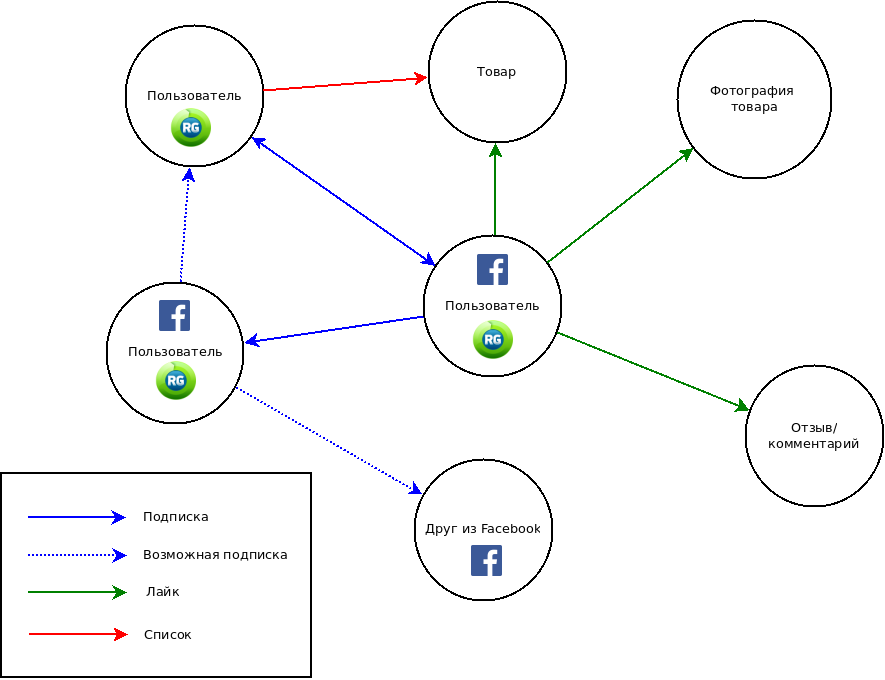 Пользователь
RG
Товар
Фотография
товара
Пользователь
RG
Пользователь
RG
Отзыв/
комментарий
Друг из Facebook
Подписка
Возможная подписка
Лайк
Список